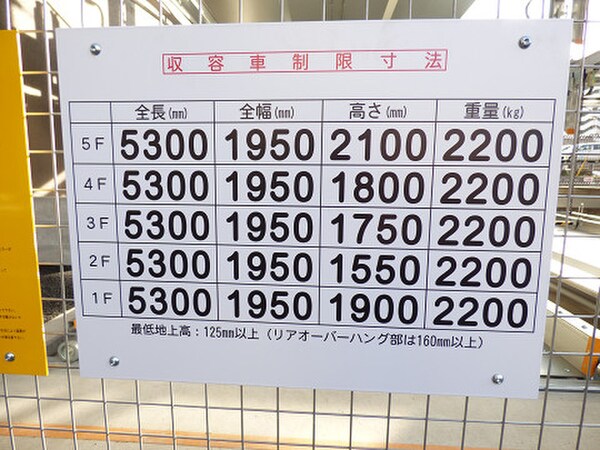 収容車制限寸法
全長(mm) 全幅(mm) 高さ(mm) 重量(kg)
5F 5300 1950 2100 2200
4F 5300 1950 1800 2200
3F 5300 1950 1750 2200
2F 5300 1950 1550 2200
1F 5300 1950 1900 2200
最低地上高：125mm以上（リアオーバーハング部は160mm以上）